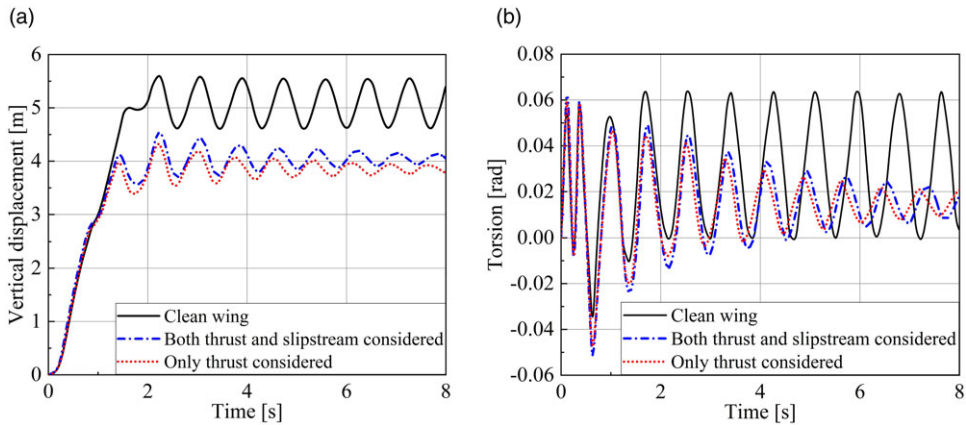 (a)
Vertical displacement [m]
6
5
4
3
2
1
0
0
2
4
6
8
Time [s]
Clean wing
Both thrust and slipstream considered
Only thrust considered
(b)
Torsion [rad]
0.08
0.06
0.04
0.02
0.00
-0.02
-0.04
-0.06
0
2
4
6
8
Time [s]
Clean wing
Both thrust and slipstream considered
Only thrust considered